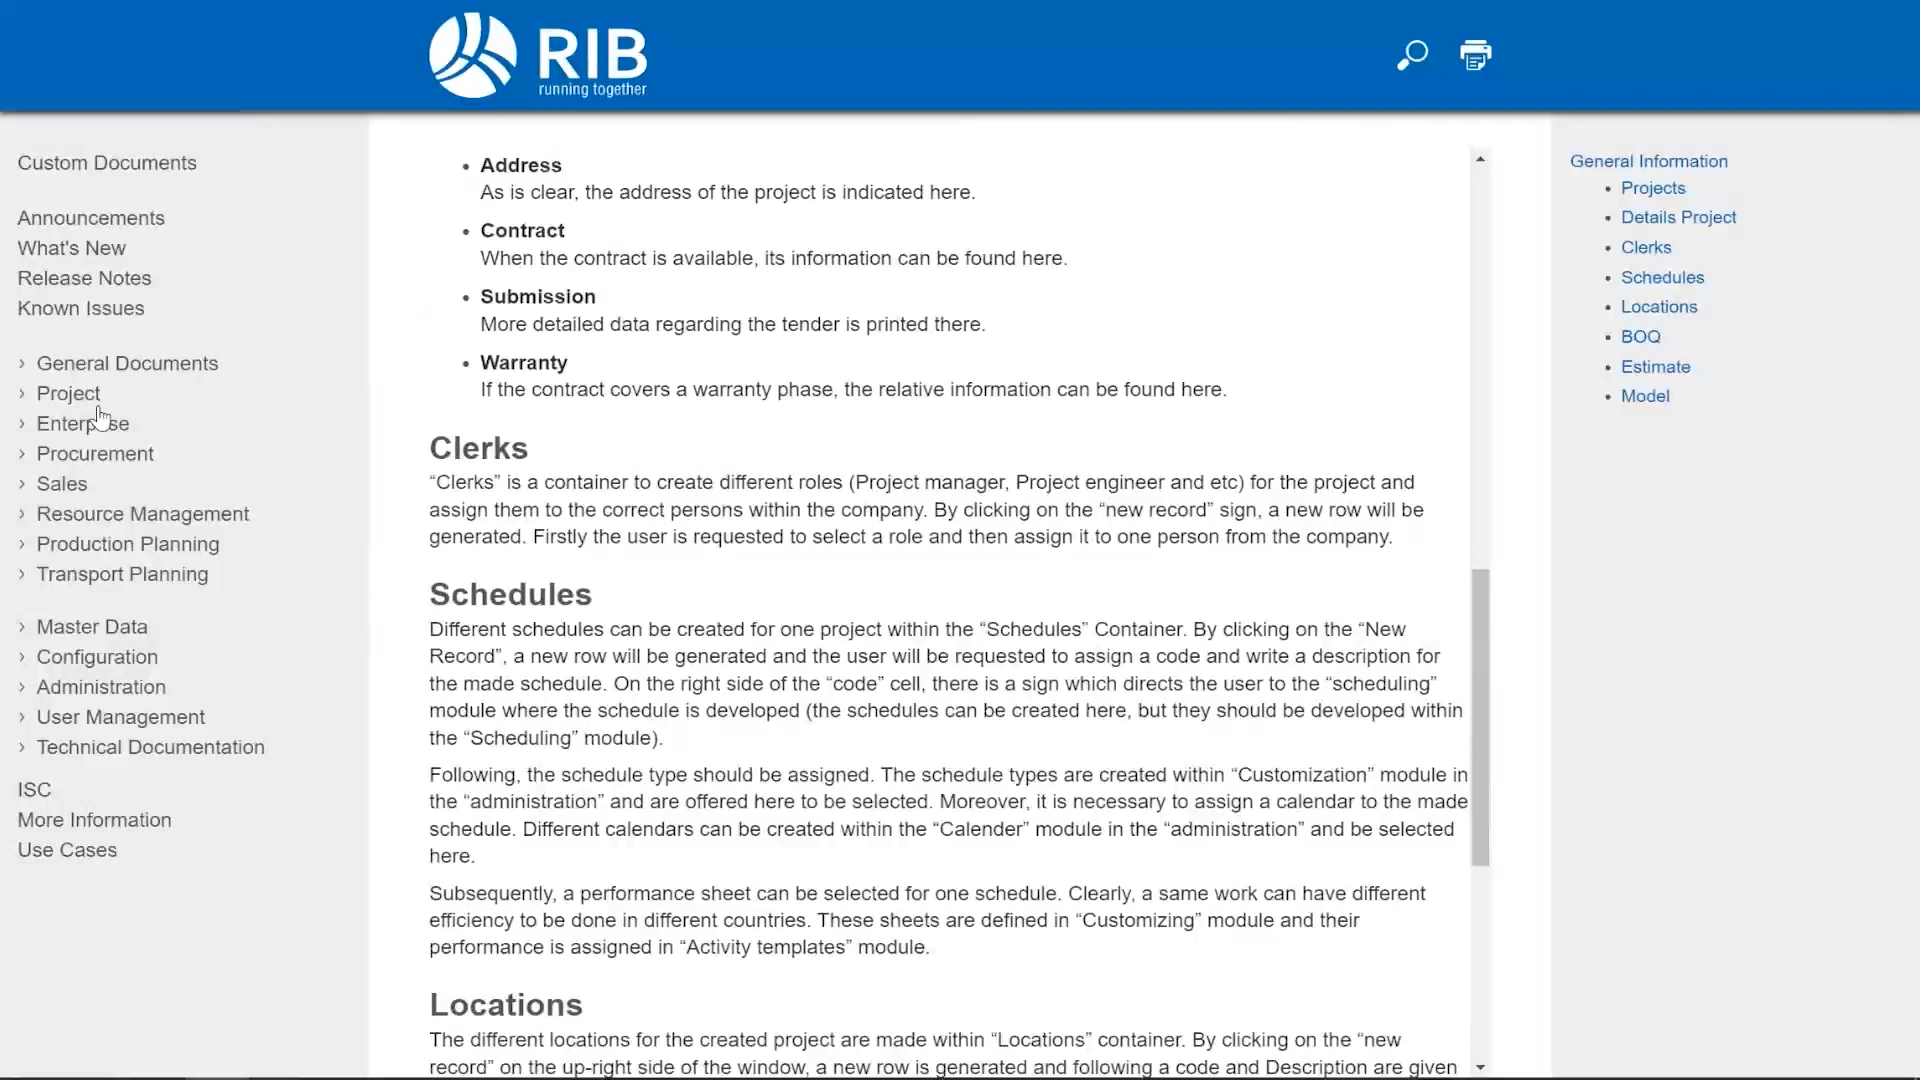 RIB
running together
Custom Documents
Announcements
What's New
Release Notes
Known Issues
› General Documents
› Project
› Enterprise
› Procurement
› Sales
› Resource Management
› Production Planning
› Transport Planning
› Master Data
› Configuration
› Administration
› User Management
› Technical Documentation
ISC
More Information
Use Cases
• Address
As is clear, the address of the project is indicated here.
• Contract
When the contract is available, its information can be found here.
• Submission
More detailed data regarding the tender is printed there.
• Warranty
If the contract covers a warranty phase, the relative information can be found here.
Clerks
“Clerks” is a container to create different roles (Project manager, Project engineer and etc) for the project and
assign them to the correct persons within the company. By clicking on the “new record” sign, a new row will be
generated. Firstly the user is requested to select a role and then assign it to one person from the company.
Schedules
Different schedules can be created for one project within the “Schedules” Container. By clicking on the “New
Record”, a new row will be generated and the user will be requested to assign a code and write a description for
the made schedule. On the right side of the “code” cell, there is a sign which directs the user to the “scheduling”
module where the schedule is developed (the schedules can be created here, but they should be developed within
the “Scheduling” module).
Following, the schedule type should be assigned. The schedule types are created within “Customization” module in
the “administration” and are offered here to be selected. Moreover, it is necessary to assign a calendar to the made
schedule. Different calendars can be created within the “Calender” module in the “administration” and be selected
here.
Subsequently, a performance sheet can be selected for one schedule. Clearly, a same work can have different
efficiency to be done in different countries. These sheets are defined in “Customizing” module and their
performance is assigned in “Activity templates” module.
Locations
The different locations for the created project are made within “Locations” container. By clicking on the “new
record” on the up-right side of the window, a new row is generated and following a code and Description are given
General Information
• Projects
• Details Project
• Clerks
• Schedules
• Locations
• BOQ
• Estimate
• Model